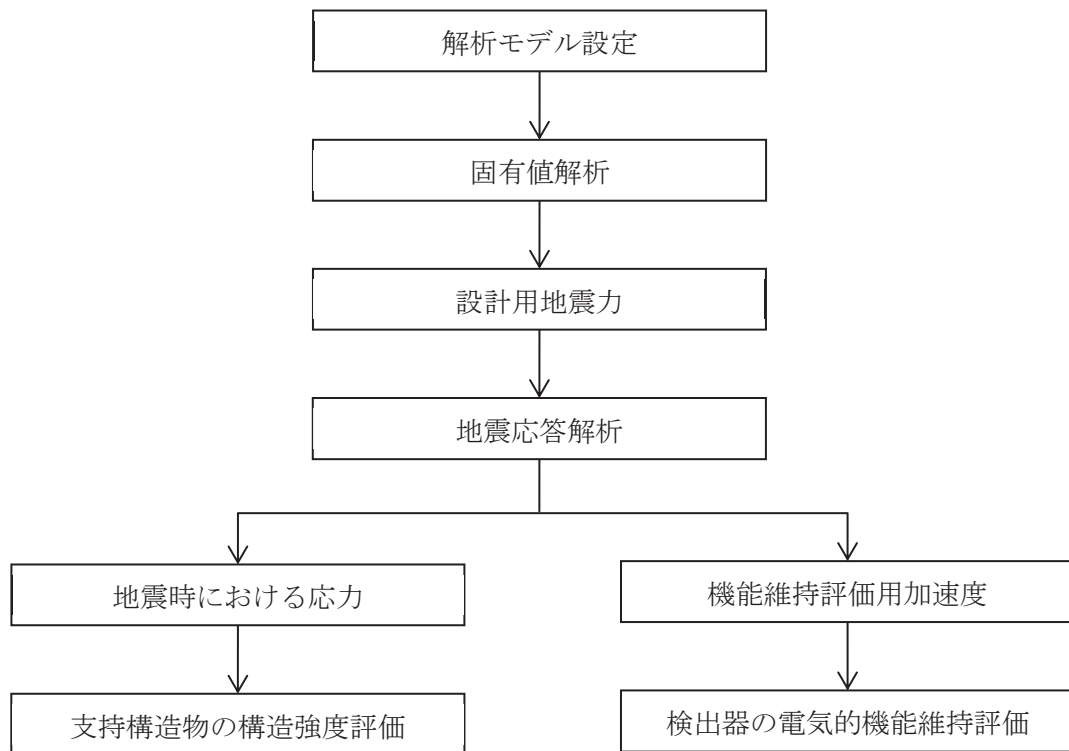 解析モデル設定
固有値解析
設計用地震力
地震応答解析
地震時における応力
機能維持評価用加速度
支持構造物の構造強度評価
検出器の電気的機能維持評価